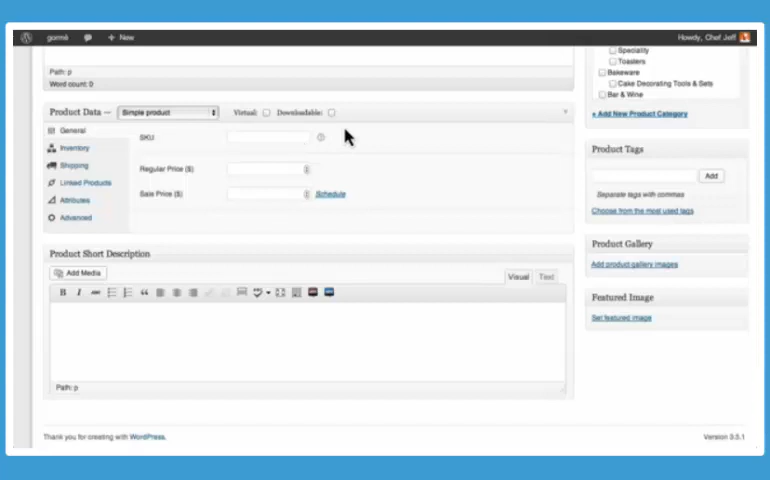 gormé
New
Howdy, Chef Jeff
Path: p
Word count: 0
Speciality
Toasters
Bakeware
Cake Decorating Tools & Sets
Bar & Wine
+ Add New Product Category
Product Data —
Simple product
Virtual:
Downloadable:
General
Inventory
Shipping
Linked Products
Attributes
Advanced
SKU
Regular Price ($)
Sale Price ($)
Schedule
Product Tags
Add
Separate tags with commas
Choose from the most used tags
Product Gallery
Add product gallery images
Featured Image
Set featured image
Product Short Description
Add Media
Visual
Text
B I ABC
Path: p
Thank you for creating with WordPress.
Version 3.5.1